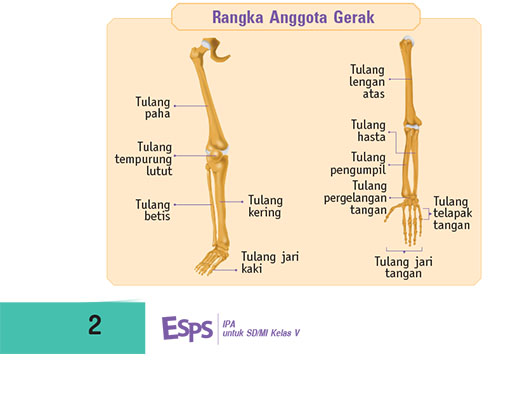 Rangka Anggota Gerak
Tulang
paha
Tulang
tempurung
lutut
Tulang
betis
Tulang
kering
Tulang jari
kaki
Tulang
lengan
atas
Tulang
hasta
Tulang
pengumpil
Tulang
pergelangan
tangan
Tulang
telapak
tangan
Tulang jari
tangan
2
ESPS
IPA
untuk SD/MI Kelas V